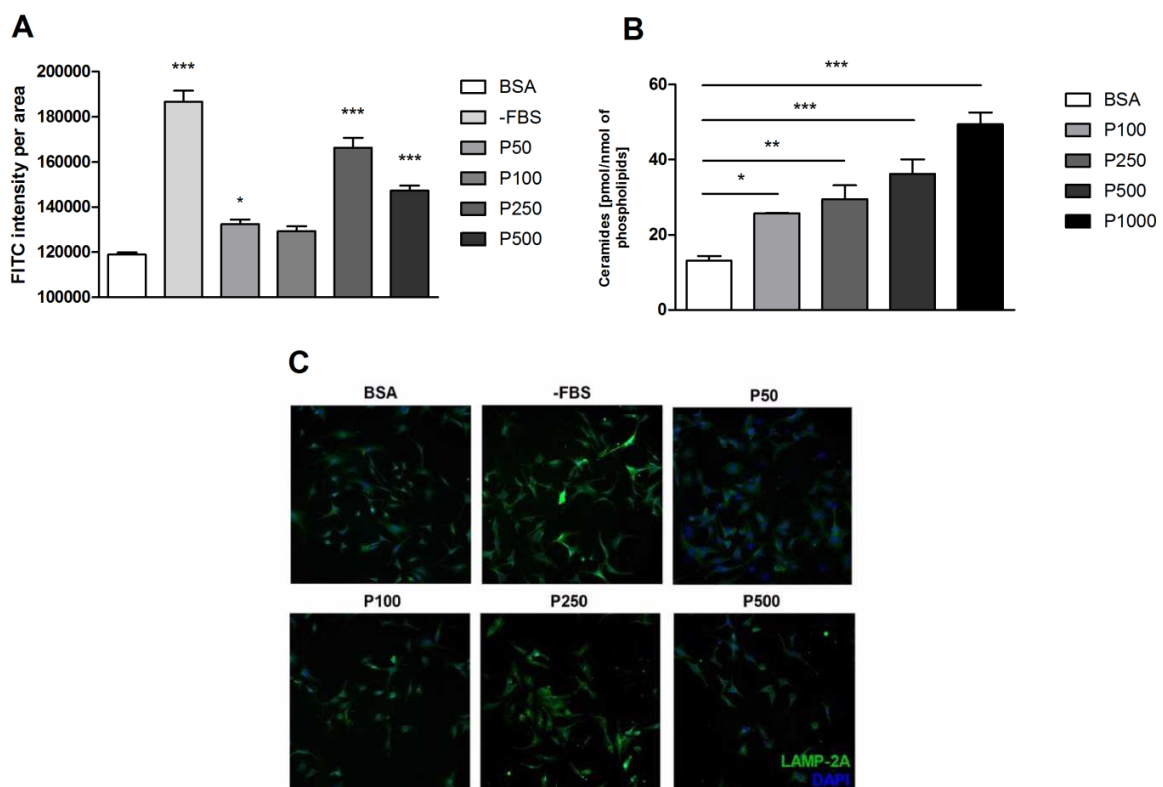 A
FITC intensity per area
200000
180000
160000
140000
120000
100000
***
*
***
***
BSA
-FBS
P50
P100
P250
P500
B
Ceramides [pmol/nmol of
phospholipids]
60
40
20
0
***
***
**
*
BSA
P100
P250
P500
P1000
C
BSA
-FBS
P50
P100
P250
P500
LAMP-2A
DAPI